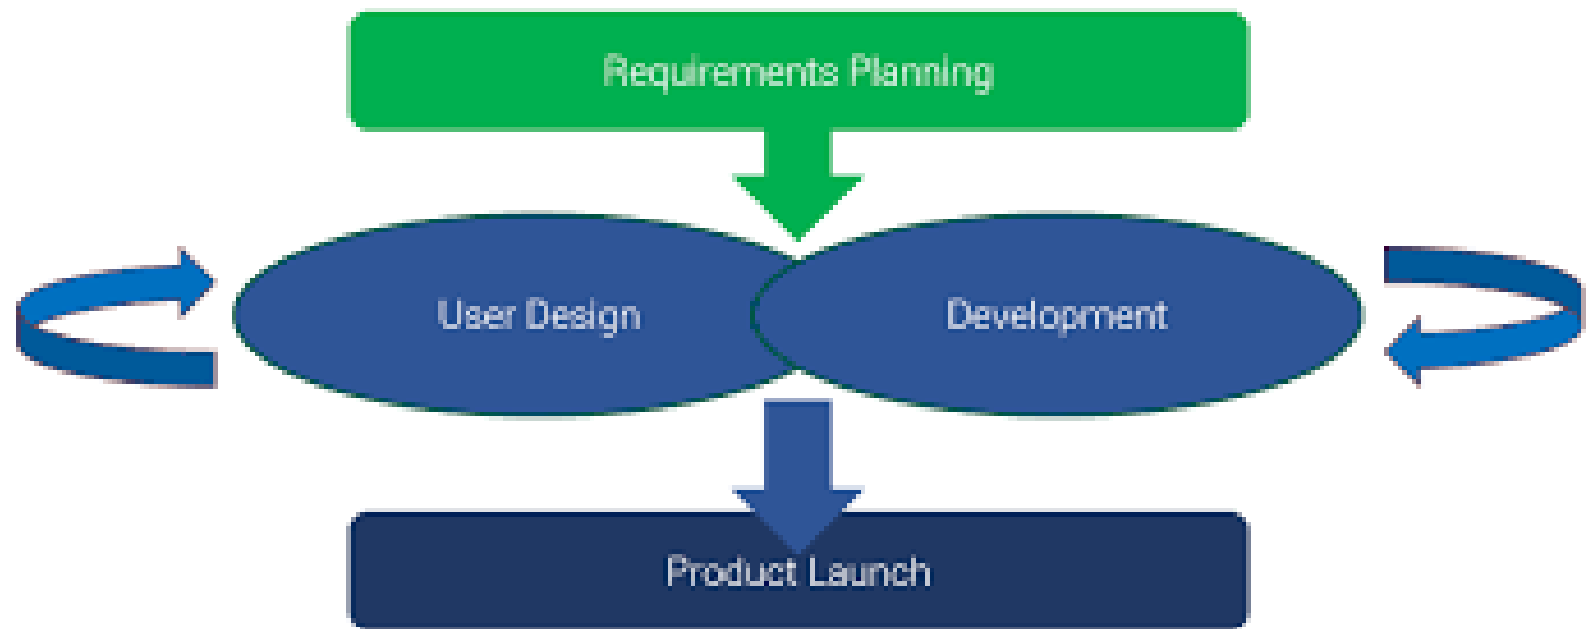 Requirements Planning
User Design
Development
Product Launch